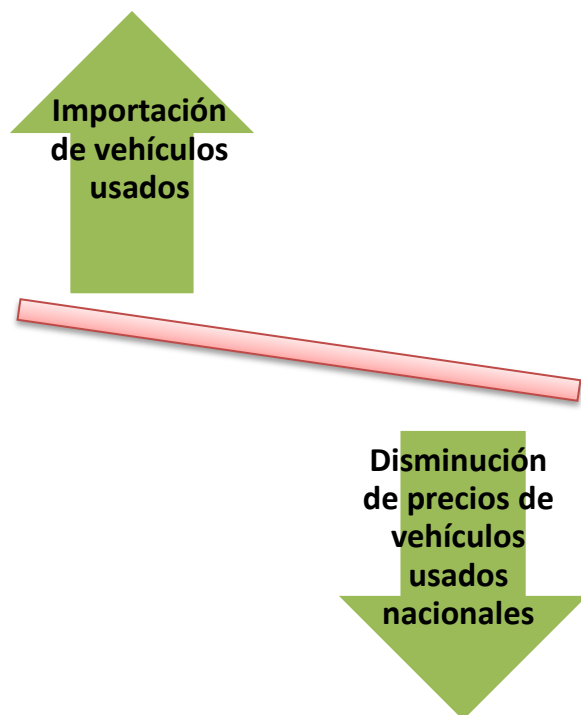 Importación
de vehículos
usados
Disminución
de precios de
vehículos
usados
nacionales